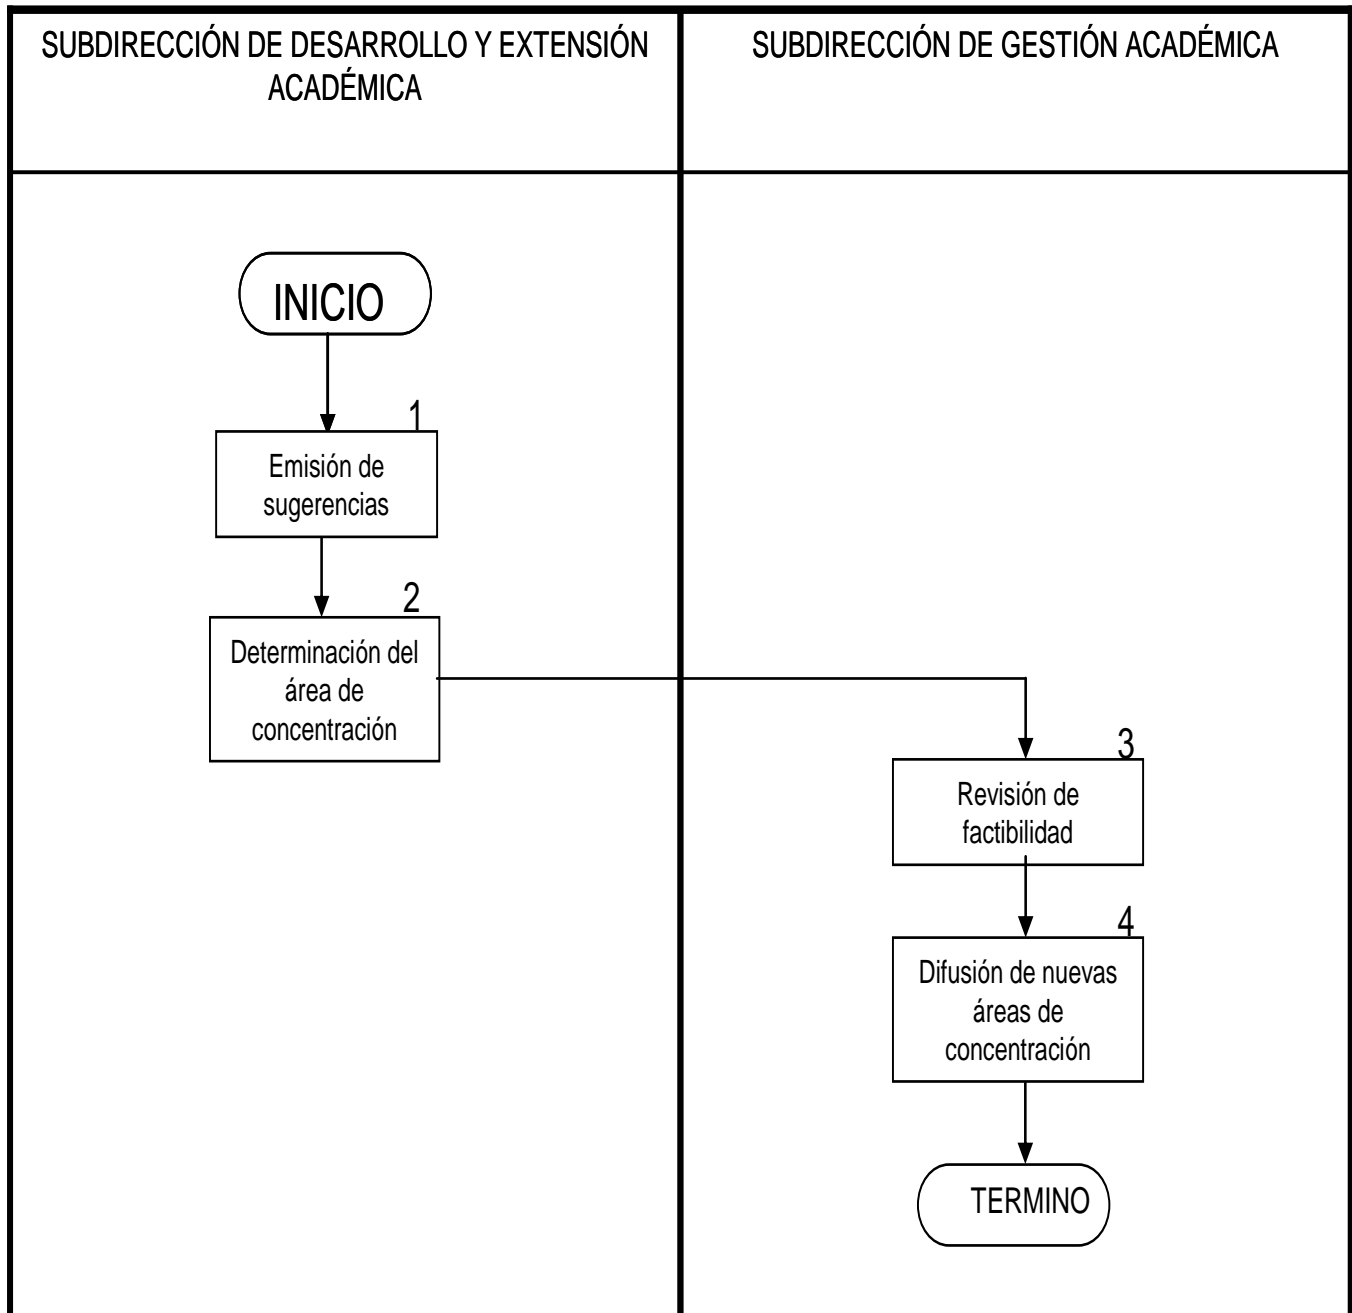 SUBDIRECCIÓN DE DESARROLLO Y EXTENSIÓN
ACADÉMICA
SUBDIRECCIÓN DE GESTIÓN ACADÉMICA
INICIO
1
Emisión de
sugerencias
2
Determinación del
área de
concentración
3
Revisión de
factibilidad
4
Difusión de nuevas
áreas de
concentración
TERMINO